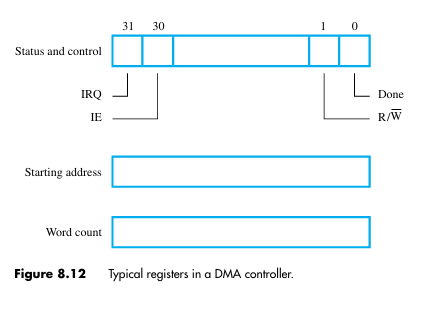 31 30 1 0
Status and control
IRQ Done
IE R/W̅
Starting address
Word count
Figure 8.12 Typical registers in a DMA controller.